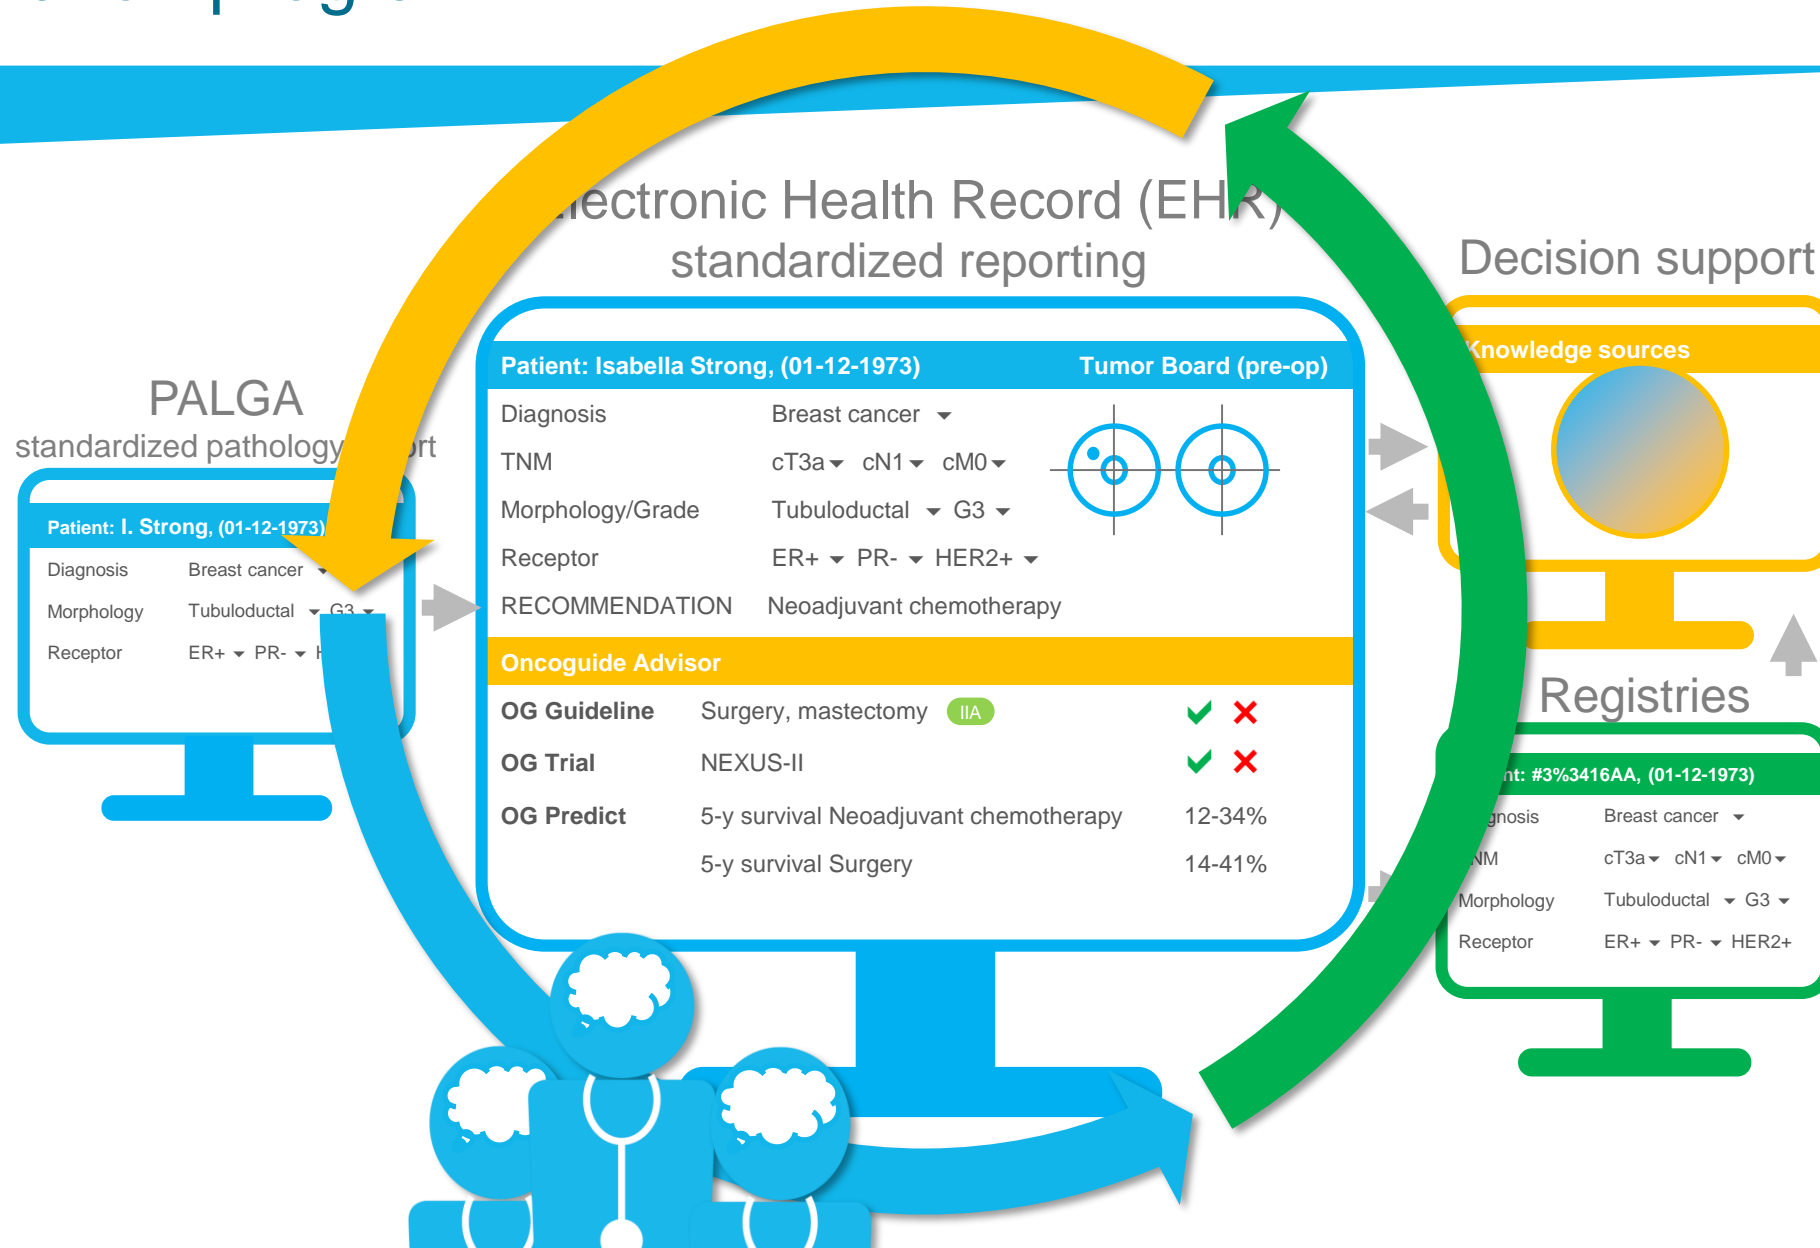 Electronic Health Record (EHR)
standardized reporting
Decision support
Knowledge sources
PALGA
standardized pathology
Patient: I. Strong, (01-12-1973)
Diagnosis Breast cancer
Morphology Tubuloductal G3
Receptor ER+ PR-
Patient: Isabella Strong, (01-12-1973) Tumor Board (pre-op)
Diagnosis Breast cancer
TNM cT3a cN1 cM0
Morphology/Grade Tubuloductal G3
Receptor ER+ PR- HER2+
RECOMMENDATION Neoadjuvant chemotherapy
Oncoguide Advisor
OG Guideline Surgery, mastectomy IIA
OG Trial NEXUS-II
OG Predict 5-y survival Neoadjuvant chemotherapy 12-34%
5-y survival Surgery 14-41%
Registries
#3%3416AA, (01-12-1973)
Breast cancer
cT3a cN1 cM0
Morphology Tubuloductal G3
Receptor ER+ PR- HER2+